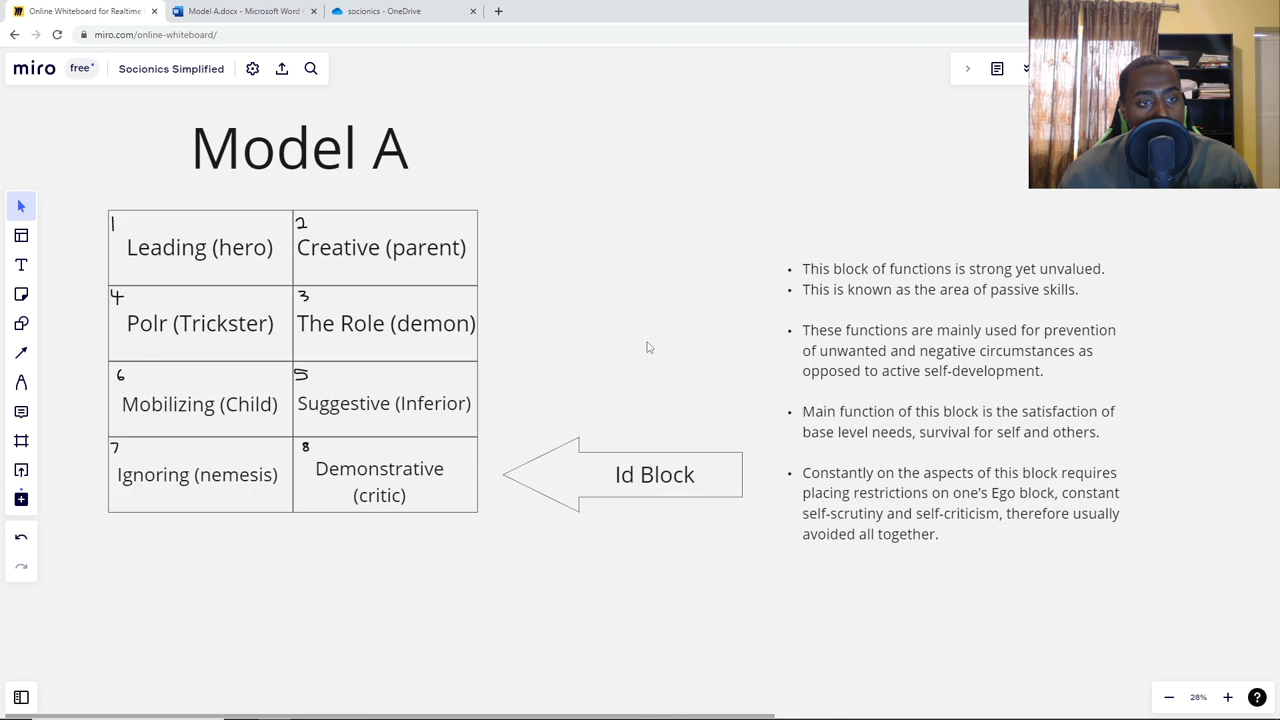 Online Whiteboard for Realtime
Model A.docx - Microsoft Word
socionics - OneDrive
miro.com/online-whiteboard/
miro
free
Socionics Simplified
Model A
1
2
Leading (hero)
Creative (parent)
4
3
Polr (Trickster)
The Role (demon)
6
5
Mobilizing (Child)
Suggestive (Inferior)
7
8
Ignoring (nemesis)
Demonstrative
(critic)
Id Block
• This block of functions is strong yet unvalued.
• This is known as the area of passive skills.
• These functions are mainly used for prevention
of unwanted and negative circumstances as
opposed to active self-development.
• Main function of this block is the satisfaction of
base level needs, survival for self and others.
• Constantly on the aspects of this block requires
placing restrictions on one's Ego block, constant
self-scrutiny and self-criticism, therefore usually
avoided all together.
28%